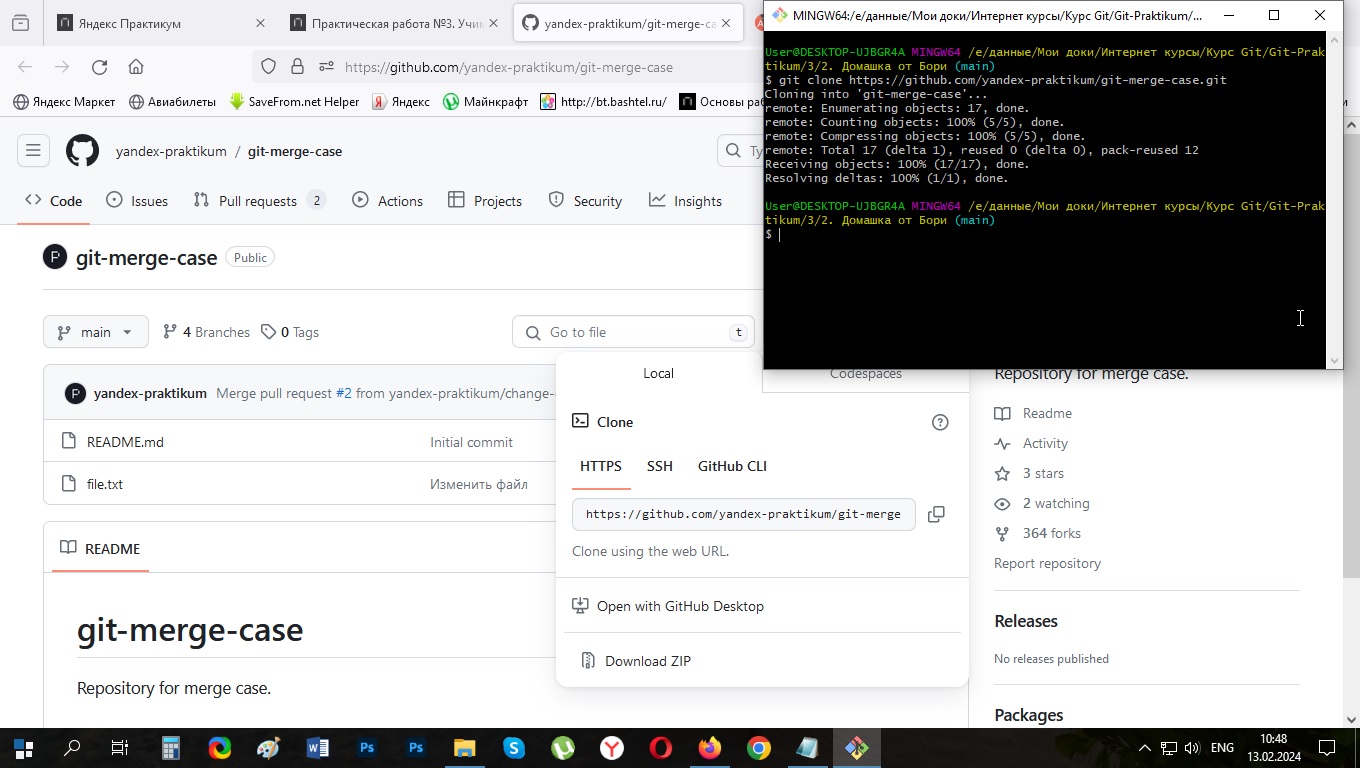 Яндекс Практикум
Практическая работа №3. Учи
yandex-praktikum/git-merge-ca
MINGW64:/e/данные/Мои доки/Интернет курсы/Курс Git/Git-Praktikum/...
https://github.com/yandex-praktikum/git-merge-case
Яндекс Маркет
Авиабилеты
SaveFrom.net Helper
Яндекс
Майнкрафт
http://bt.bashtel.ru/
Основы ра
User@DESKTOP-UJBGR4A MINGW64 /e/данные/Мои доки/Интернет курсы/Курс Git/Git-Prak
tikum/3/2. Домашка от Бори (main)
$ git clone https://github.com/yandex-praktikum/git-merge-case.git
Cloning into 'git-merge-case'...
remote: Enumerating objects: 17, done.
remote: Counting objects: 100% (5/5), done.
remote: Compressing objects: 100% (5/5), done.
remote: Total 17 (delta 1), reused 0 (delta 0), pack-reused 12
Receiving objects: 100% (17/17), done.
Resolving deltas: 100% (1/1), done.
User@DESKTOP-UJBGR4A MINGW64 /e/данные/Мои доки/Интернет курсы/Курс Git/Git-Prak
tikum/3/2. Домашка от Бори (main)
$
yandex-praktikum / git-merge-case
Ty
Code
Issues
Pull requests 2
Actions
Projects
Security
Insights
P git-merge-case Public
main
4 Branches
0 Tags
Go to file t
P yandex-praktikum Merge pull request #2 from yandex-praktikum/change-
README.md Initial commit
file.txt Изменить файл
README
git-merge-case
Repository for merge case.
Local
Codespaces
Clone
HTTPS SSH GitHub CLI
https://github.com/yandex-praktikum/git-merge
Clone using the web URL.
Open with GitHub Desktop
Download ZIP
Repository for merge case.
Readme
Activity
3 stars
2 watching
364 forks
Report repository
Releases
No releases published
Packages
ENG
10:48
13.02.2024